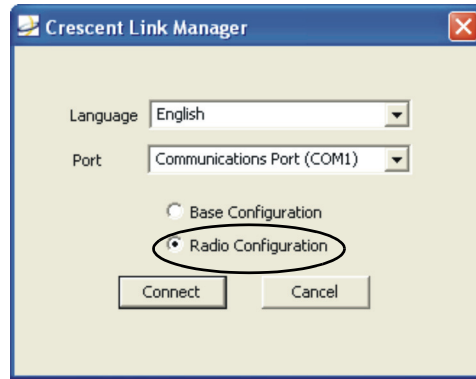 Crescent Link Manager
Language English
Port Communications Port (COM1)
Base Configuration
Radio Configuration
Connect Cancel